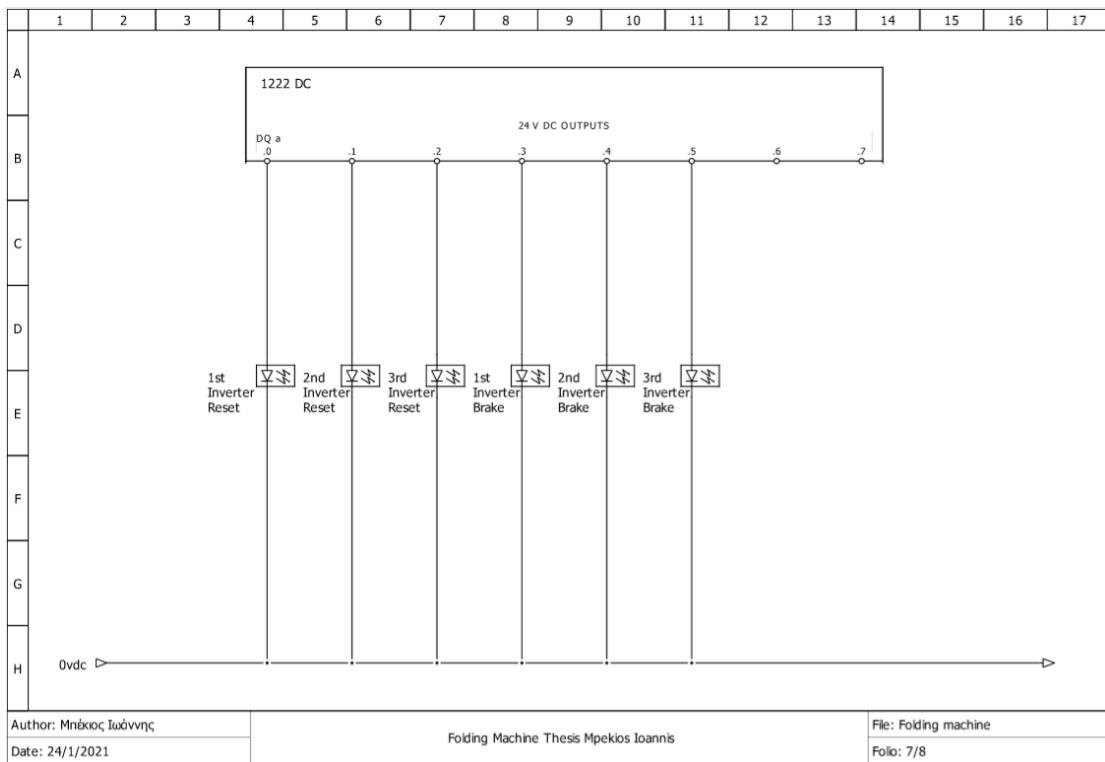 1 2 3 4 5 6 7 8 9 10 11 12 13 14 15 16 17
A
1222 DC
24 V DC OUTPUTS
DQ a
.0 .1 .2 .3 .4 .5 .6 .7
B
C
D
1st Inverter Reset
2nd Inverter Reset
3rd Inverter Reset
1st Inverter Brake
2nd Inverter Brake
3rd Inverter Brake
E
F
G
H
0vdc
Author: Μπέκιος Ιωάννης
Date: 24/1/2021
Folding Machine Thesis Mpekios Ioannis
File: Folding machine
Folio: 7/8